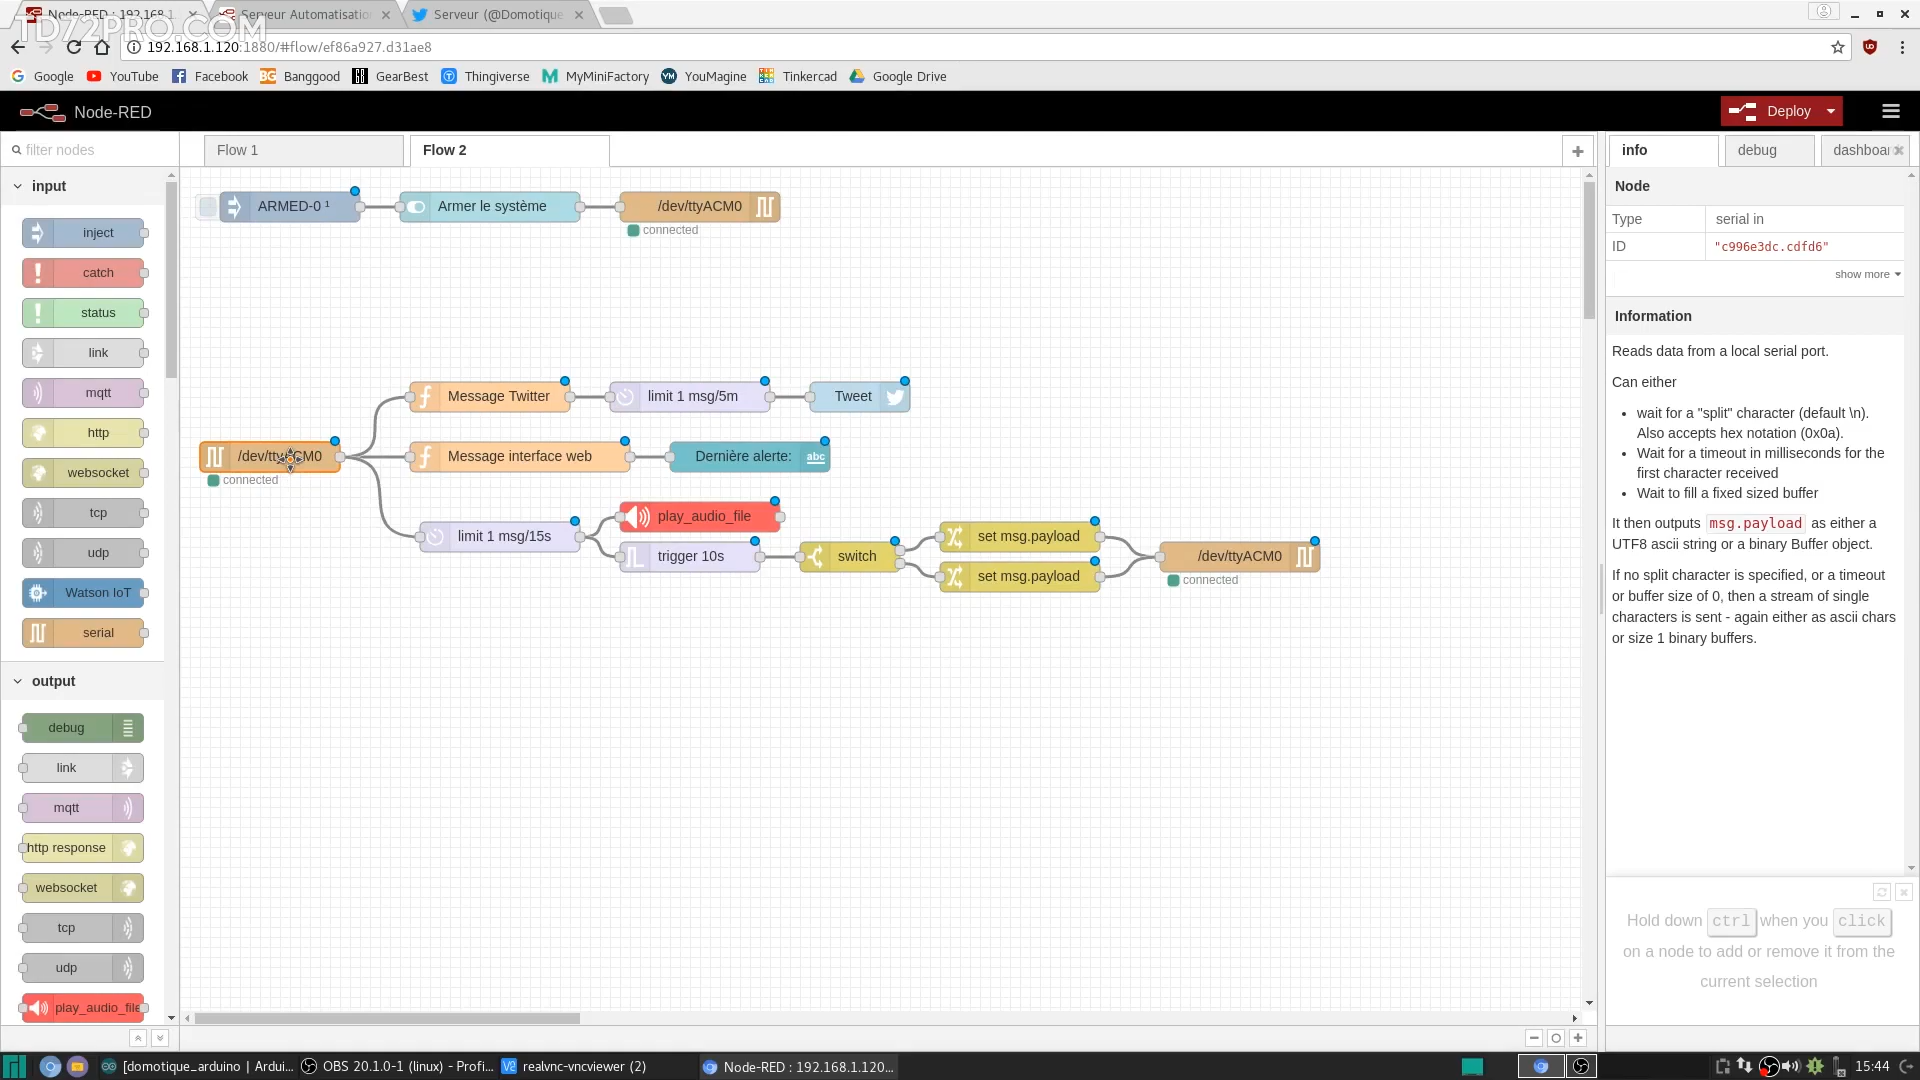 Node-RED : 192.168.1.
Serveur Automatisatio
Serveur (@Domotique
TD72PRO.COM
192.168.1.120:1880/#flow/ef86a927.d31ae8
Google
YouTube
Facebook
BG Banggood
GearBest
Thingiverse
MyMiniFactory
YM YouMagine
Tinkercad
Google Drive
Node-RED
Deploy
filter nodes
Flow 1
Flow 2
info
debug
dashboar
input
inject
catch
status
link
mqtt
http
websocket
tcp
udp
Watson IoT
serial
output
debug
link
mqtt
http response
websocket
tcp
udp
play_audio_file
ARMED-0 ¹
Armer le système
/dev/ttyACM0
connected
Message Twitter
limit 1 msg/5m
Tweet
/dev/ttyACM0
connected
Message interface web
Dernière alerte:
abc
limit 1 msg/15s
play_audio_file
trigger 10s
switch
set msg.payload
set msg.payload
/dev/ttyACM0
connected
Node
Type serial in
ID "c996e3dc.cdfd6"
show more
Information
Reads data from a local serial port.
Can either
• wait for a "split" character (default \n).
Also accepts hex notation (0x0a).
• Wait for a timeout in milliseconds for the
first character received
• Wait to fill a fixed sized buffer
It then outputs msg.payload as either a
UTF8 ascii string or a binary Buffer object.
If no split character is specified, or a timeout
or buffer size of 0, then a stream of single
characters is sent - again either as ascii chars
or size 1 binary buffers.
Hold down ctrl when you click
on a node to add or remove it from the
current selection
[domotique_arduino | Ardui...
OBS 20.1.0-1 (linux) - Profi...
realvnc-vncviewer (2)
Node-RED : 192.168.1.120...
15:44